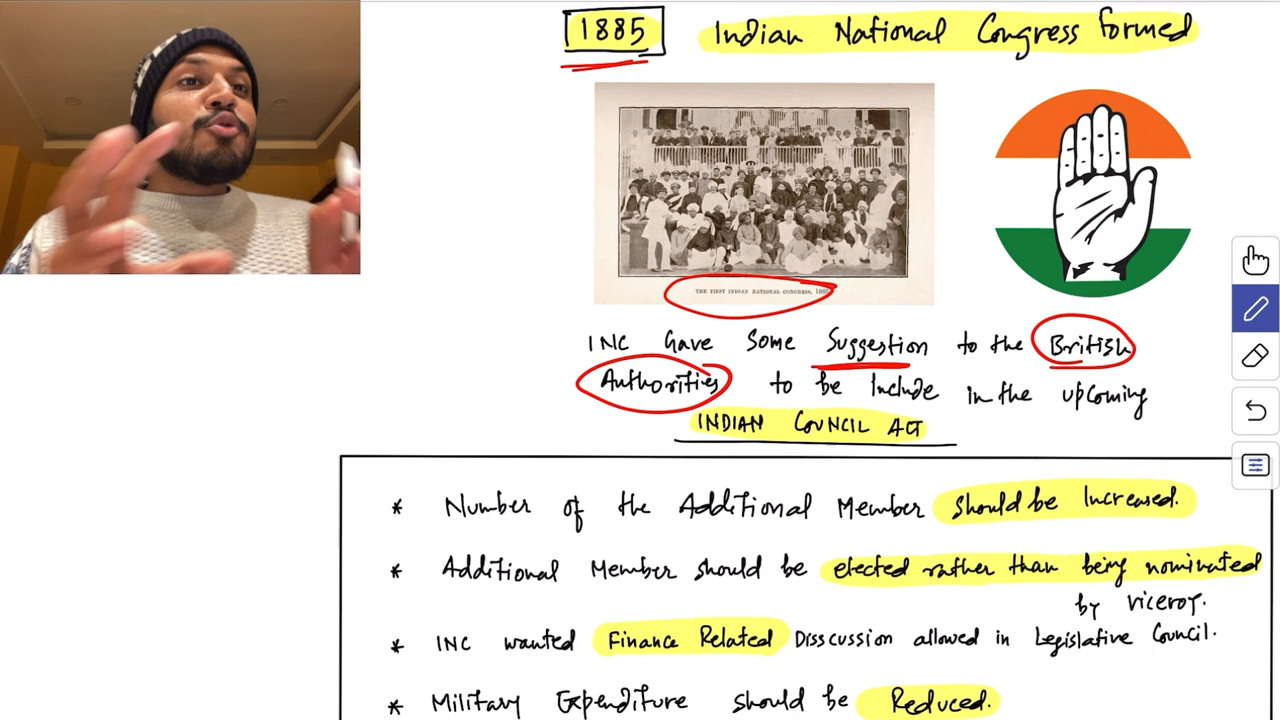 1885 Indian National Congress formed
THE FIRST INDIAN NATIONAL CONGRESS, 1885
INC Gave Some Suggestion to the British
Authorities to be Include in the upcoming
INDIAN COUNCIL ACT
* Number of the Additional Member should be Increased.
* Additional Member should be elected rather than being nominated
by viceroy.
* INC wanted Finance Related Disscussion allowed in Legislative Council.
* Military Expenditure should be Reduced.